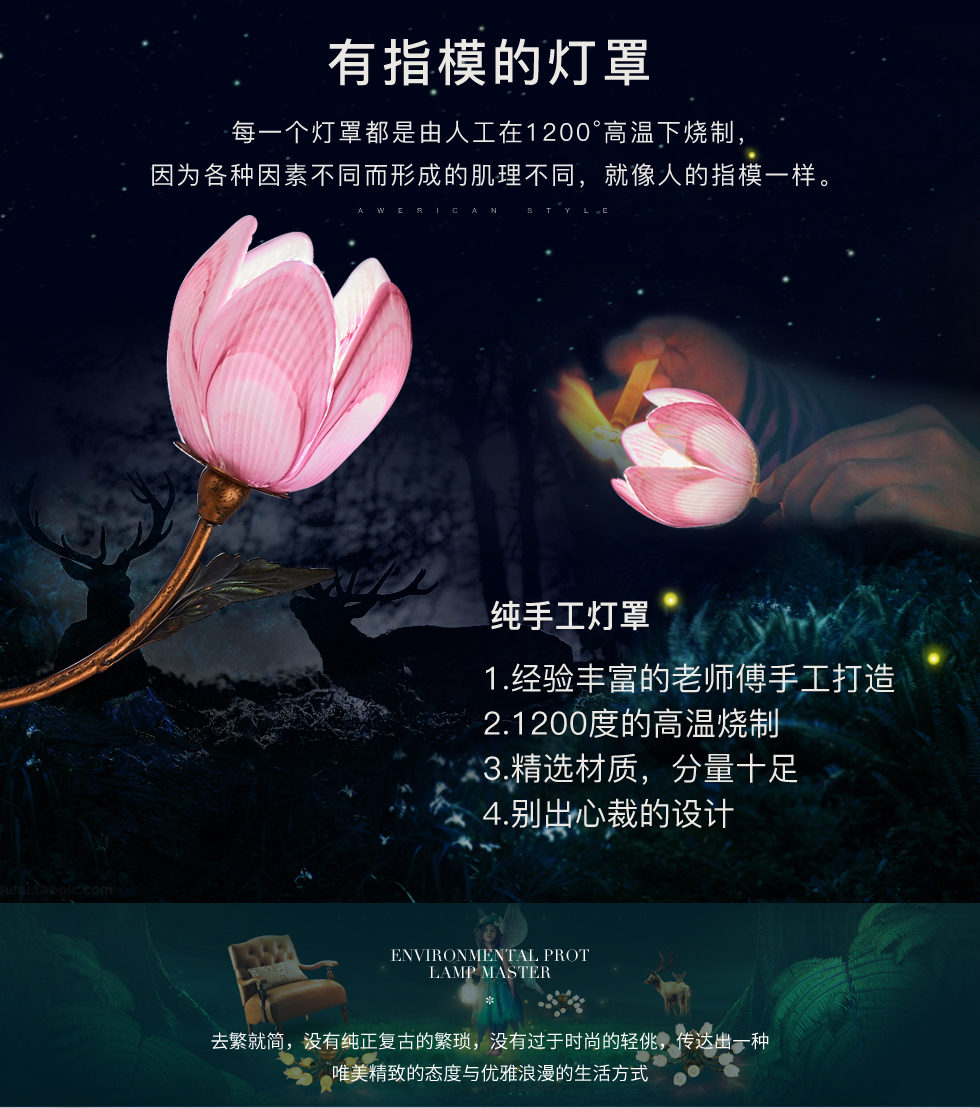 有指模的灯罩
每一个灯罩都是由人工在1200°高温下烧制，
因为各种因素不同而形成的肌理不同，就像人的指模一样。
AWERICAN STYLE
纯手工灯罩
1.经验丰富的老师傅手工打造
2.1200度的高温烧制
3.精选材质，分量十足
4.别出心裁的设计
ENVIRONMENTAL PROT
LAMP MASTER
*
去繁就简，没有纯正复古的繁琐，没有过于时尚的轻佻，传达出一种
唯美精致的态度与优雅浪漫的生活方式